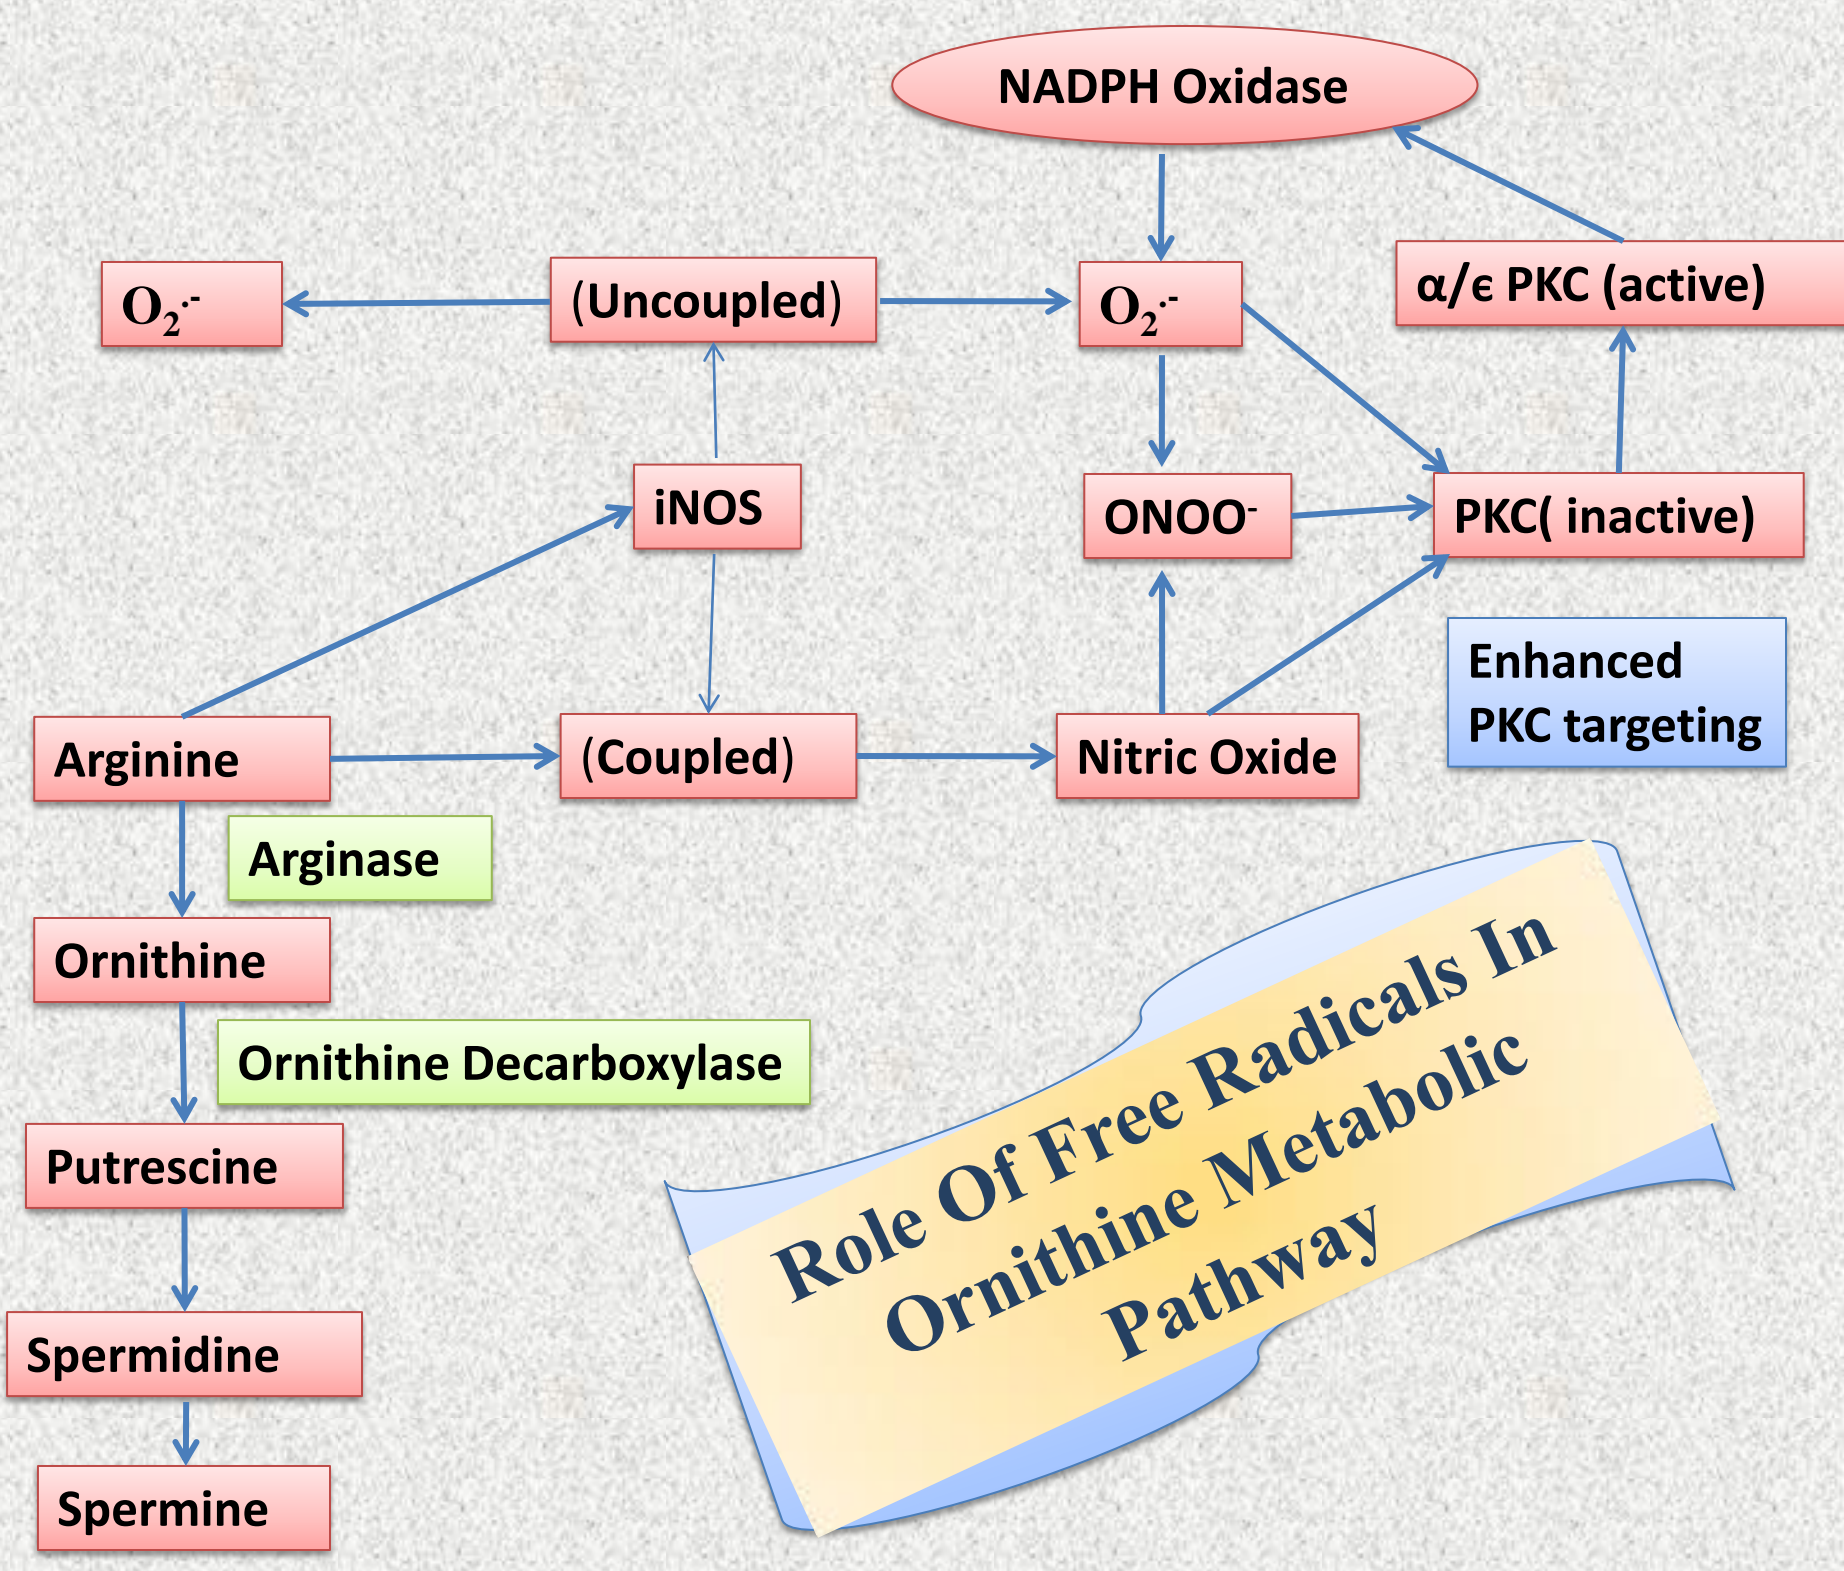 NADPH Oxidase
O₂·⁻
(Uncoupled)
O₂·⁻
α/ϵ PKC (active)
iNOS
ONOO⁻
PKC( inactive)
Enhanced
PKC targeting
Arginine
(Coupled)
Nitric Oxide
Arginase
Ornithine
Ornithine Decarboxylase
Putrescine
Spermidine
Spermine
Role Of Free Radicals In
Ornithine Metabolic
Pathway